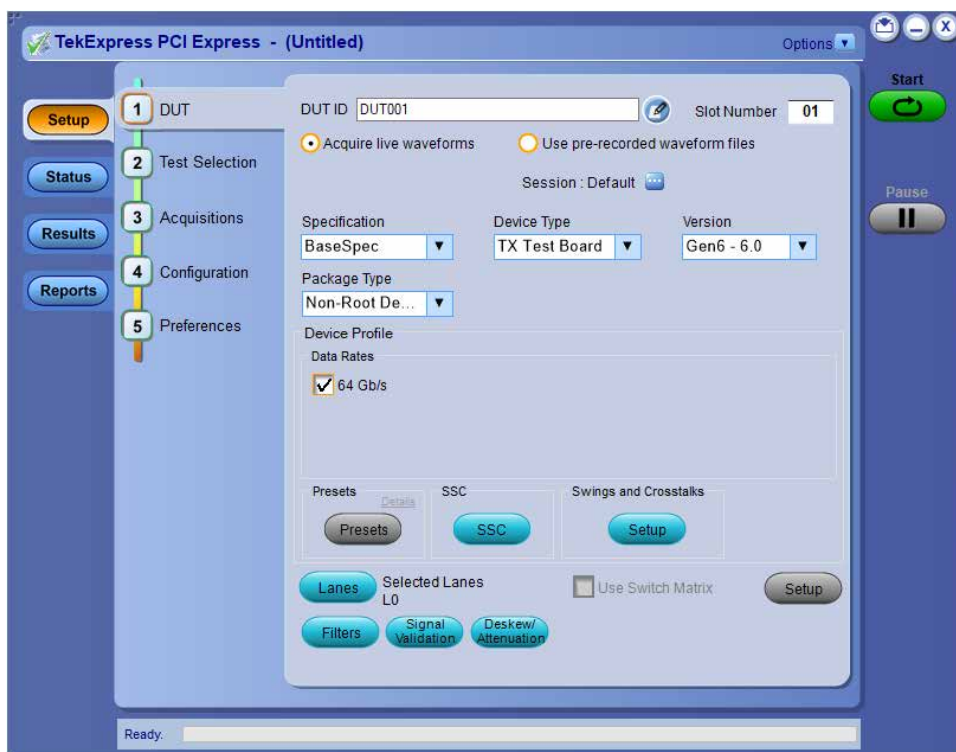 TekExpress PCI Express - (Untitled)
Options
X
Start
Pause
Setup
Status
Results
Reports
1 DUT
2 Test Selection
3 Acquisitions
4 Configuration
5 Preferences
DUT ID DUT001 Slot Number 01
Acquire live waveforms Use pre-recorded waveform files
Session : Default ...
Specification Device Type Version
BaseSpec TX Test Board Gen6 - 6.0
Package Type
Non-Root De...
Device Profile
Data Rates
64 Gb/s
Presets SSC Swings and Crosstalks
Details
Presets SSC Setup
Lanes Selected Lanes Use Switch Matrix Setup
L0
Filters Signal Validation Deskew/ Attenuation
Ready.